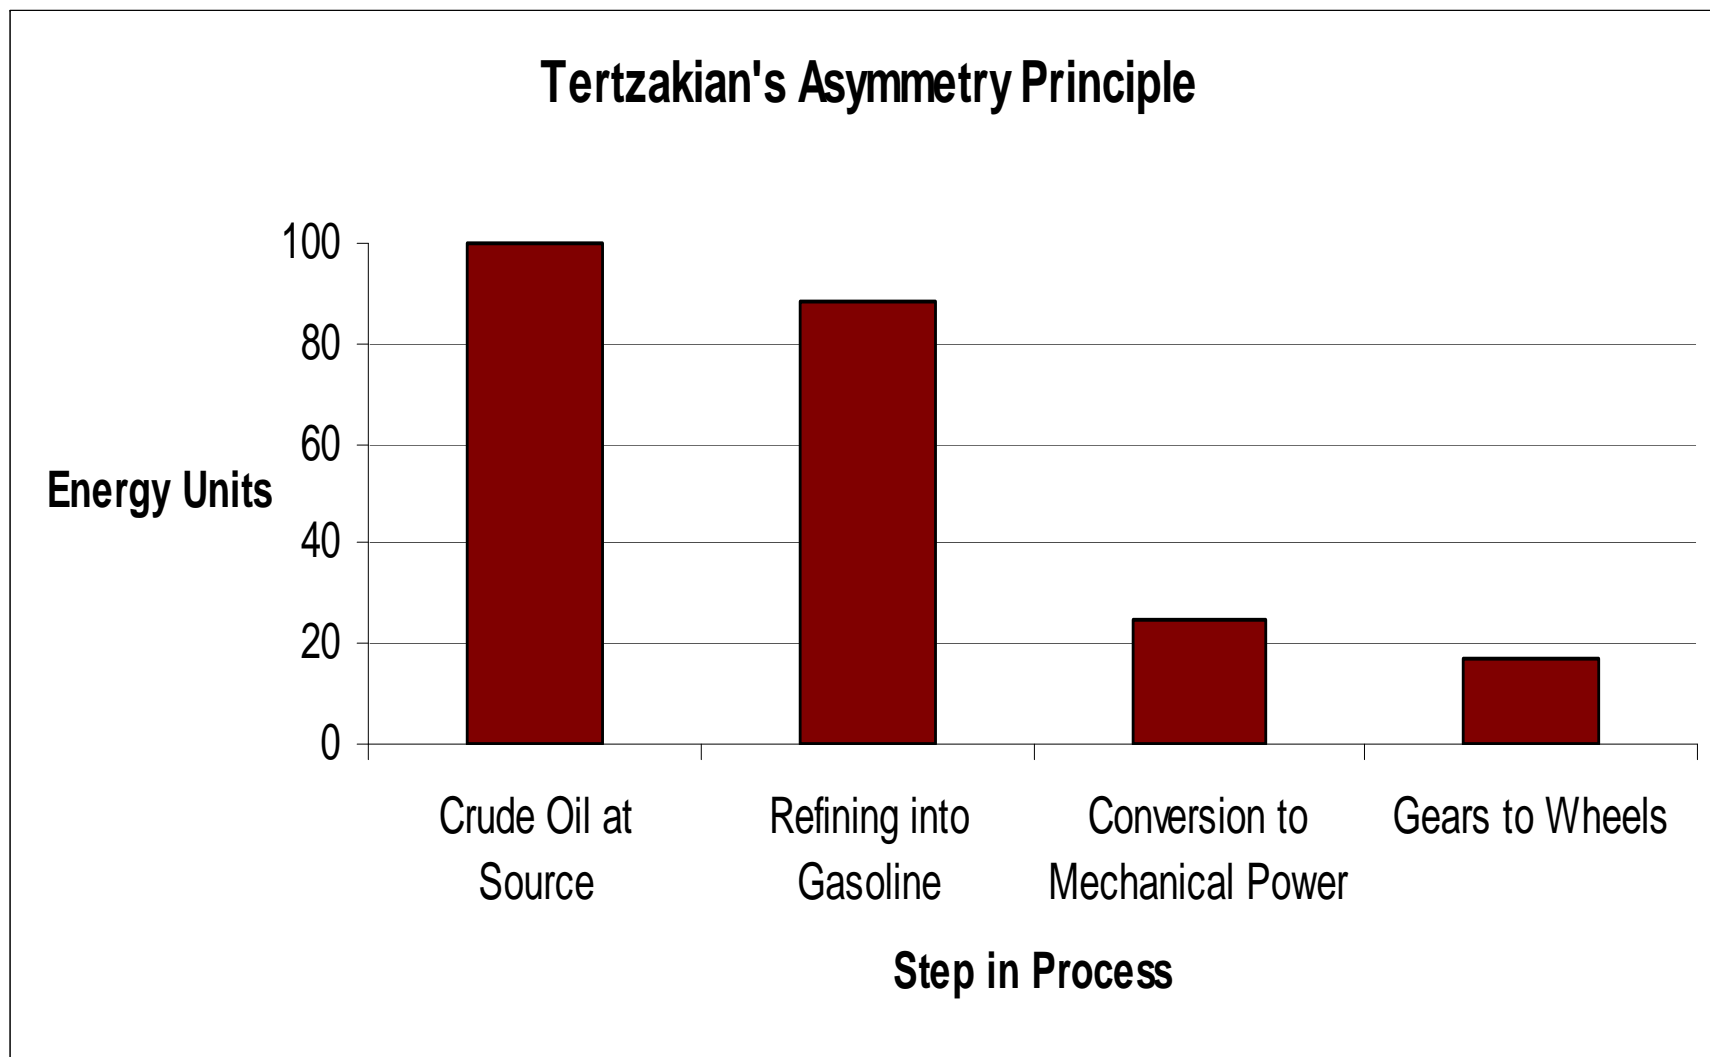 Tertzakian's Asymmetry Principle
100
80
60
40
20
0
Energy Units
Crude Oil at
Source
Refining into
Gasoline
Conversion to
Mechanical Power
Gears to Wheels
Step in Process